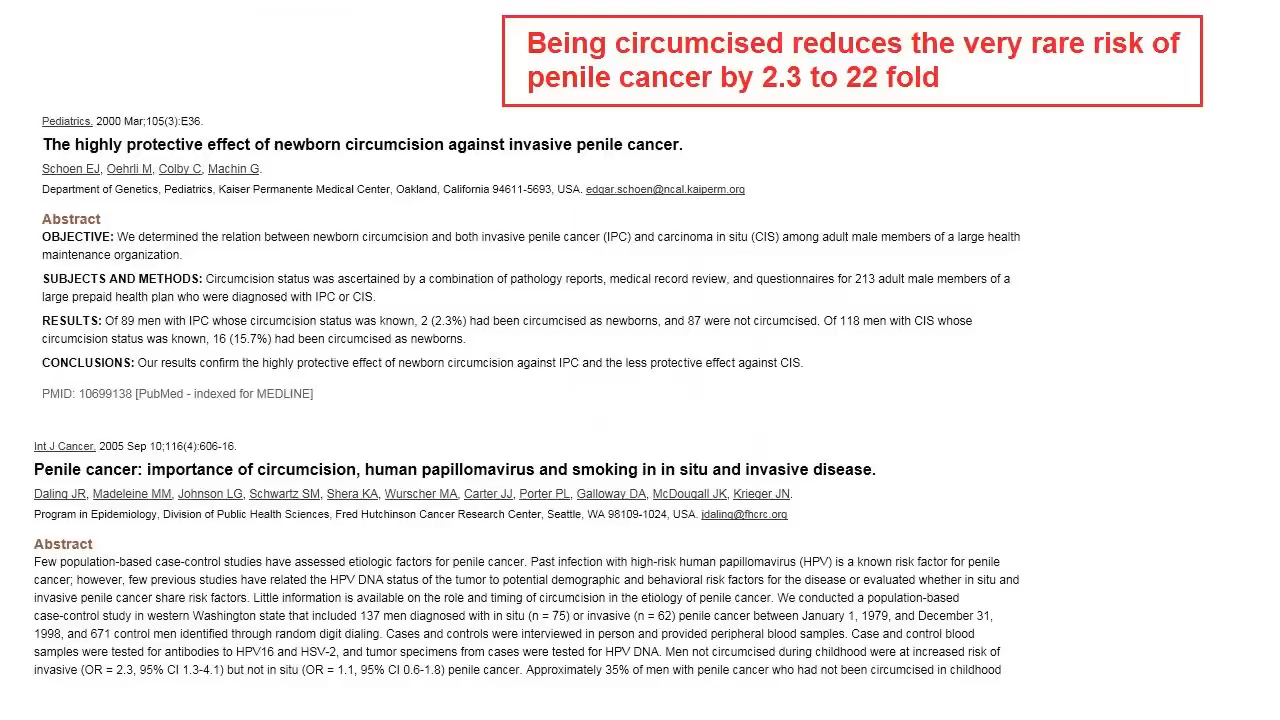 Being circumcised reduces the very rare risk of
penile cancer by 2.3 to 22 fold
Pediatrics. 2000 Mar;105(3):E36.
The highly protective effect of newborn circumcision against invasive penile cancer.
Schoen EJ, Oehrli M, Colby C, Machin G.
Department of Genetics, Pediatrics, Kaiser Permanente Medical Center, Oakland, California 94611-5693, USA. edgar.schoen@ncal.kaiperm.org
Abstract
OBJECTIVE: We determined the relation between newborn circumcision and both invasive penile cancer (IPC) and carcinoma in situ (CIS) among adult male members of a large health
maintenance organization.
SUBJECTS AND METHODS: Circumcision status was ascertained by a combination of pathology reports, medical record review, and questionnaires for 213 adult male members of a
large prepaid health plan who were diagnosed with IPC or CIS.
RESULTS: Of 89 men with IPC whose circumcision status was known, 2 (2.3%) had been circumcised as newborns, and 87 were not circumcised. Of 118 men with CIS whose
circumcision status was known, 16 (15.7%) had been circumcised as newborns.
CONCLUSIONS: Our results confirm the highly protective effect of newborn circumcision against IPC and the less protective effect against CIS.
PMID: 10699138 [PubMed - indexed for MEDLINE]
Int J Cancer. 2005 Sep 10;116(4):606-16.
Penile cancer: importance of circumcision, human papillomavirus and smoking in in situ and invasive disease.
Daling JR, Madeleine MM, Johnson LG, Schwartz SM, Shera KA, Wurscher MA, Carter JJ, Porter PL, Galloway DA, McDougall JK, Krieger JN.
Program in Epidemiology, Division of Public Health Sciences, Fred Hutchinson Cancer Research Center, Seattle, WA 98109-1024, USA. jdaling@fhcrc.org
Abstract
Few population-based case-control studies have assessed etiologic factors for penile cancer. Past infection with high-risk human papillomavirus (HPV) is a known risk factor for penile
cancer; however, few previous studies have related the HPV DNA status of the tumor to potential demographic and behavioral risk factors for the disease or evaluated whether in situ and
invasive penile cancer share risk factors. Little information is available on the role and timing of circumcision in the etiology of penile cancer. We conducted a population-based
case-control study in western Washington state that included 137 men diagnosed with in situ (n = 75) or invasive (n = 62) penile cancer between January 1, 1979, and December 31,
1998, and 671 control men identified through random digit dialing. Cases and controls were interviewed in person and provided peripheral blood samples. Case and control blood
samples were tested for antibodies to HPV16 and HSV-2, and tumor specimens from cases were tested for HPV DNA. Men not circumcised during childhood were at increased risk of
invasive (OR = 2.3, 95% CI 1.3-4.1) but not in situ (OR = 1.1, 95% CI 0.6-1.8) penile cancer. Approximately 35% of men with penile cancer who had not been circumcised in childhood